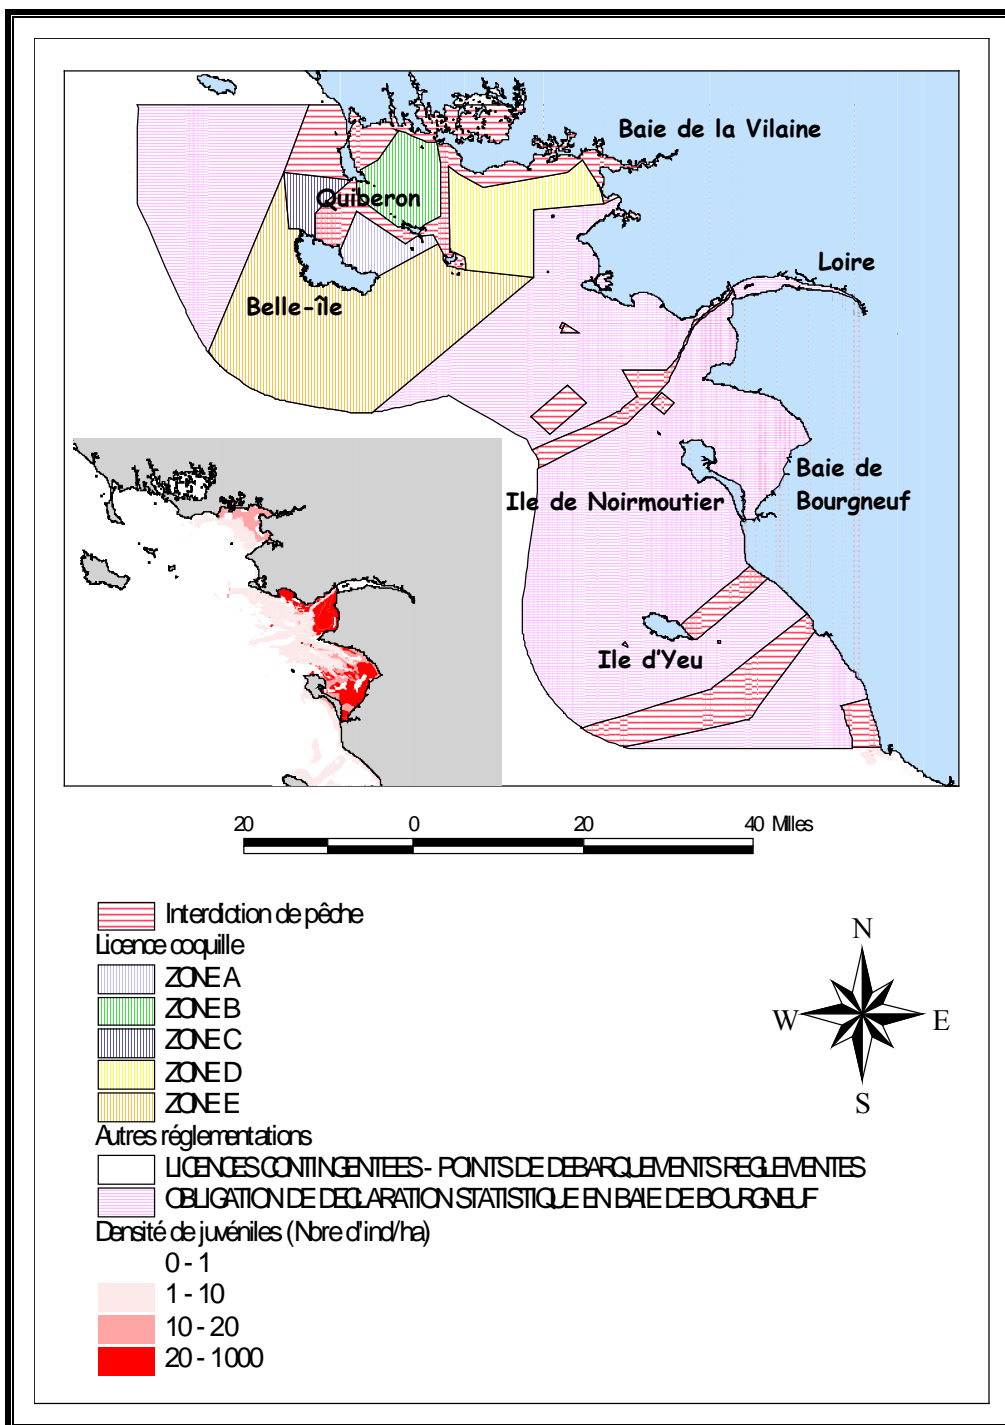 Baie de la Vilaine
Quiberon
Loire
Belle-île
Baie de
Bourgneuf
Ile de Noirmoutier
Ile d'Yeu
20 0 20 40 Miles
Interdiction de pêche
Licence coquille
ZONE A
ZONE B
ZONE C
ZONE D
ZONE E
Autres réglementations
LICENCES CONTINGENTEES - POINTS DE DEBARQUEMENTS REGLEMENTES
OBLIGATION DE DECLARATION STATISTIQUE EN BAIE DE BOURGNEUF
Densité de juvéniles (Nbre d'ind/ha)
0 - 1
1 - 10
10 - 20
20 - 1000
N
W E
S